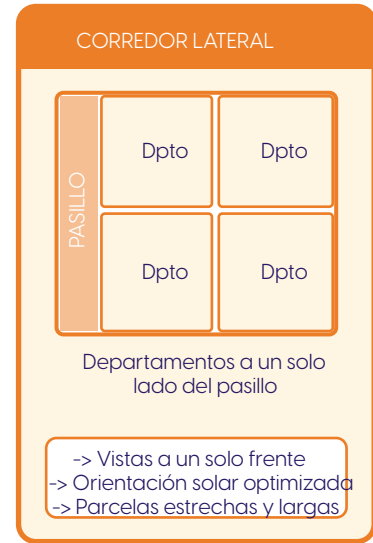 CORREDOR LATERAL
Dpto
Dpto
PASILLO
Dpto
Dpto
Departamentos a un solo
lado del pasillo
-> Vistas a un solo frente
-> Orientación solar optimizada
-> Parcelas estrechas y largas